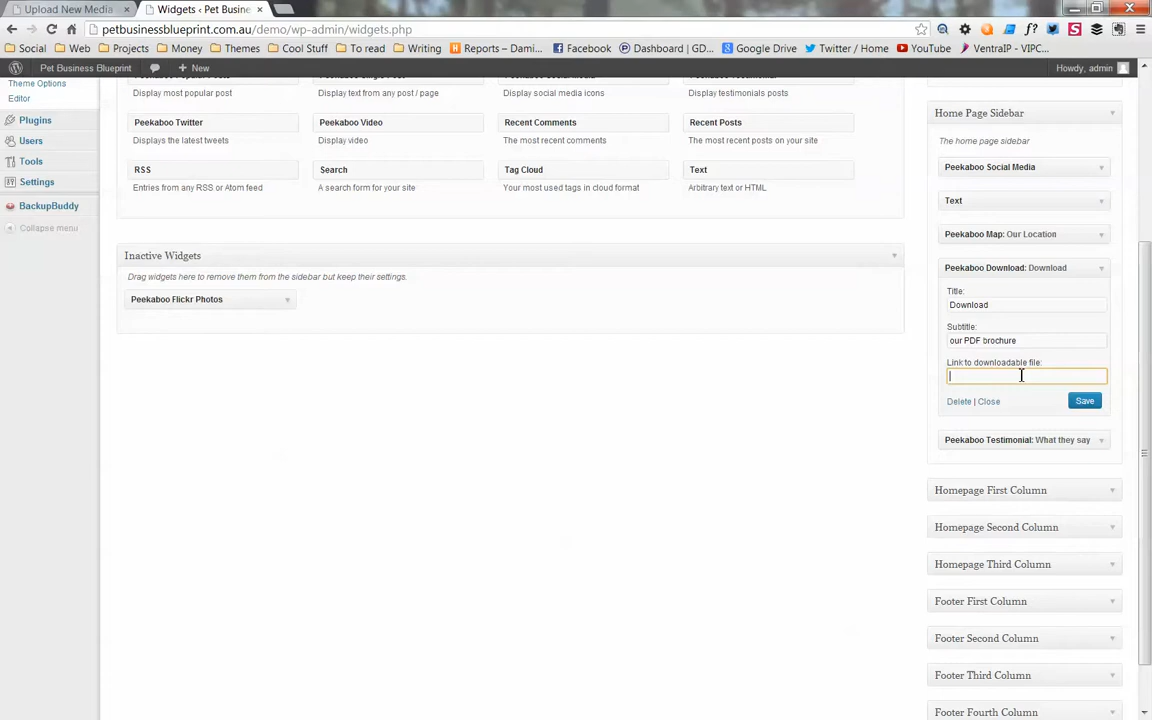 Upload New Media
Widgets ‹ Pet Busine
petbusinessblueprint.com.au/demo/wp-admin/widgets.php
Social
Web
Projects
Money
Themes
Cool Stuff
To read
Writing
Reports – Dami...
Facebook
Dashboard | GD...
Google Drive
Twitter / Home
YouTube
VentraIP - VIPC...
Pet Business Blueprint
+ New
Howdy, admin
Theme Options
Editor
Plugins
Users
Tools
Settings
BackupBuddy
Collapse menu
Display most popular post
Display text from any post / page
Display social media icons
Display testimonials posts
Peekaboo Twitter
Peekaboo Video
Recent Comments
Recent Posts
Displays the latest tweets
Display video
The most recent comments
The most recent posts on your site
RSS
Search
Tag Cloud
Text
Entries from any RSS or Atom feed
A search form for your site
Your most used tags in cloud format
Arbitrary text or HTML
Inactive Widgets
Drag widgets here to remove them from the sidebar but keep their settings.
Peekaboo Flickr Photos
Home Page Sidebar
The home page sidebar
Peekaboo Social Media
Text
Peekaboo Map: Our Location
Peekaboo Download: Download
Title:
Download
Subtitle:
our PDF brochure
Link to downloadable file:
Delete | Close
Save
Peekaboo Testimonial: What they say
Homepage First Column
Homepage Second Column
Homepage Third Column
Footer First Column
Footer Second Column
Footer Third Column
Footer Fourth Column